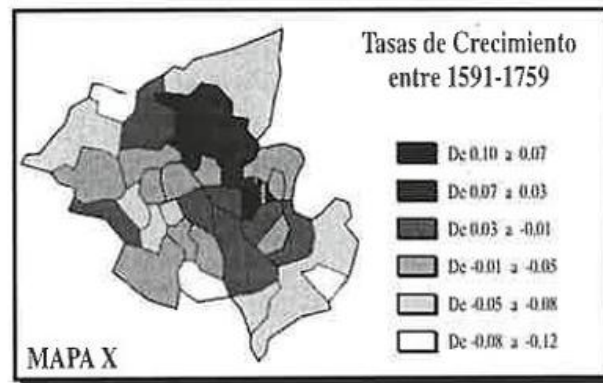 Tasas de Crecimiento
entre 1591-1759
De 0.10 a 0.07
De 0.07 a 0.03
De 0.03 a -0.01
De -0.01 a -0.05
De -0.05 a -0.08
De -0.08 a -0.12
MAPA X